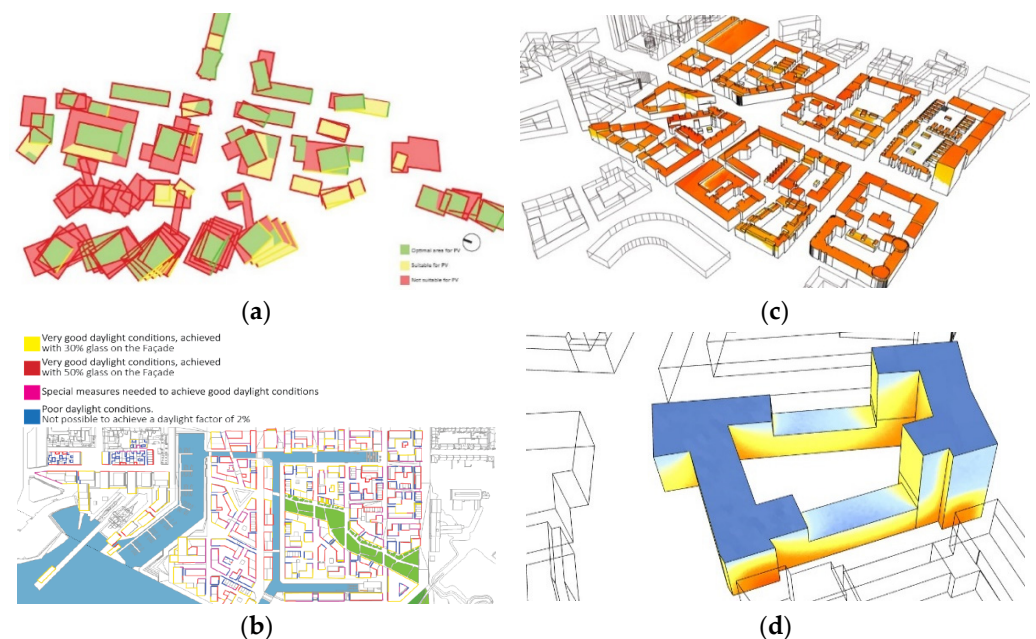 Optimal area for PV
Suitable for PV
Not suitable for PV
(a)
(c)
Very good daylight conditions, achieved
with 30% glass on the Façade
Very good daylight conditions, achieved
with 50% glass on the Façade
Special measures needed to achieve good daylight conditions
Poor daylight conditions.
Not possible to achieve a daylight factor of 2%
(b)
(d)